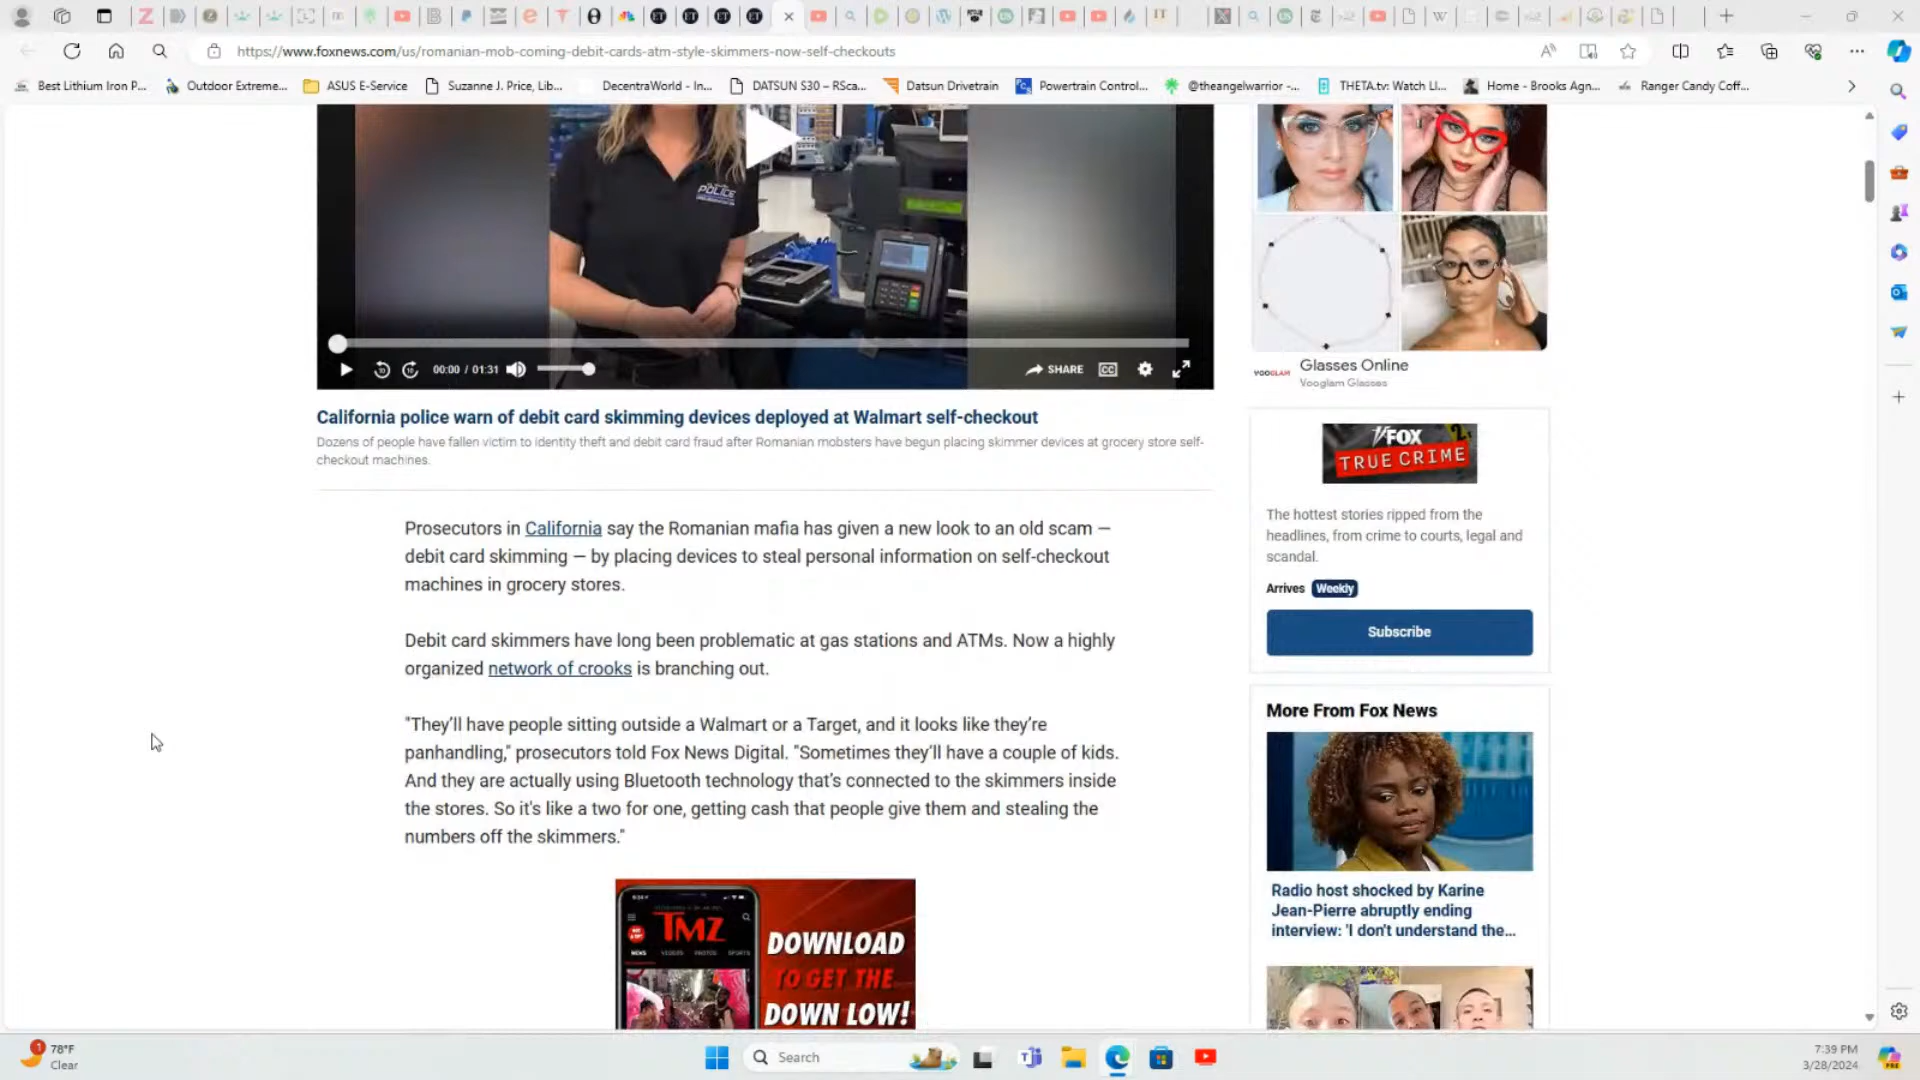 https://www.foxnews.com/us/romanian-mob-coming-debit-cards-atm-style-skimmers-now-self-checkouts
Best Lithium Iron P...
Outdoor Extreme...
ASUS E-Service
Suzanne J. Price, Lib...
DecentraWorld - In...
DATSUN S30 – RSca...
Datsun Drivetrain
Powertrain Control...
@theangelwarrior -...
THETA.tv: Watch LI...
Home - Brooks Agn...
Ranger Candy Coff...
POLICE
00:00 / 01:31
SHARE
CC
VOOGLAM
Glasses Online
Vooglam Glasses
California police warn of debit card skimming devices deployed at Walmart self-checkout
Dozens of people have fallen victim to identity theft and debit card fraud after Romanian mobsters have begun placing skimmer devices at grocery store self-
checkout machines.
Prosecutors in California say the Romanian mafia has given a new look to an old scam —
debit card skimming — by placing devices to steal personal information on self-checkout
machines in grocery stores.
Debit card skimmers have long been problematic at gas stations and ATMs. Now a highly
organized network of crooks is branching out.
"They’ll have people sitting outside a Walmart or a Target, and it looks like they’re
panhandling," prosecutors told Fox News Digital. "Sometimes they’ll have a couple of kids.
And they are actually using Bluetooth technology that’s connected to the skimmers inside
the stores. So it's like a two for one, getting cash that people give them and stealing the
numbers off the skimmers."
TMZ
NEWS VIDEOS PHOTOS SPORTS
DOWNLOAD
TO GET THE
DOWN LOW!
FOX
TRUE CRIME
The hottest stories ripped from the
headlines, from crime to courts, legal and
scandal.
Arrives Weekly
Subscribe
More From Fox News
Radio host shocked by Karine
Jean-Pierre abruptly ending
interview: 'I don't understand the...
1
78°F
Clear
Search
7:39 PM
3/28/2024